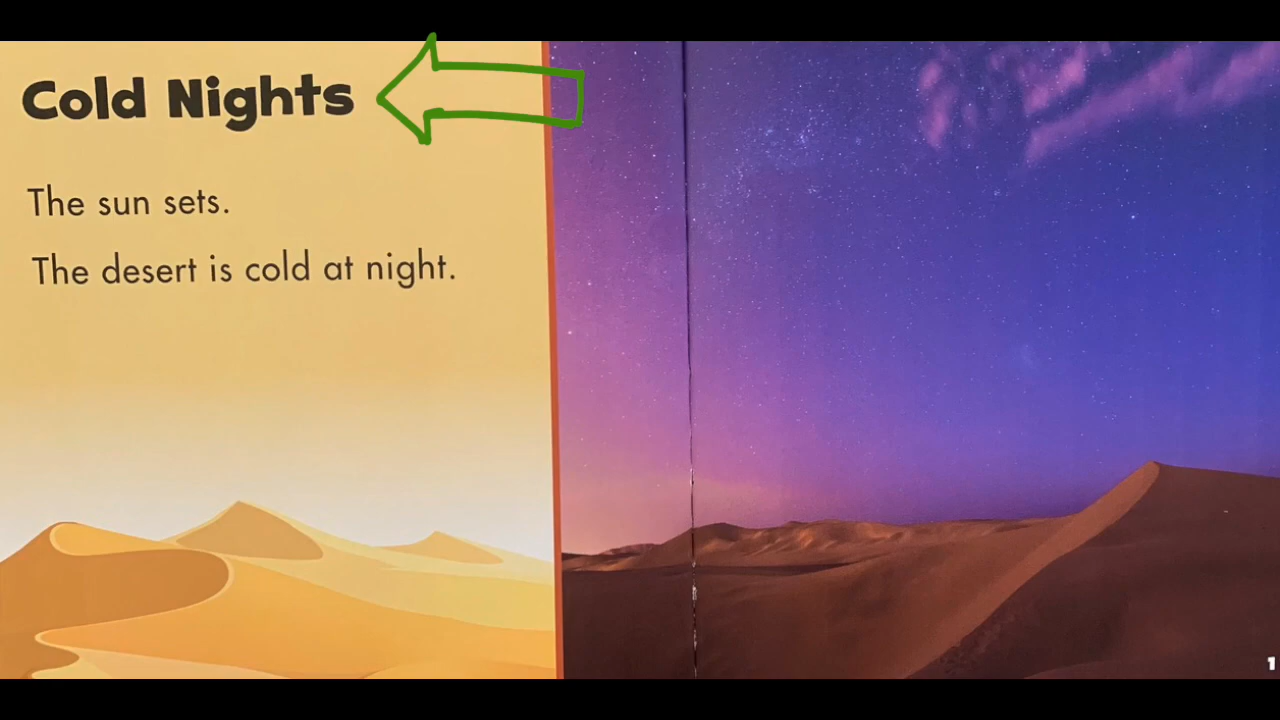 Cold Nights
The sun sets.
The desert is cold at night.
1